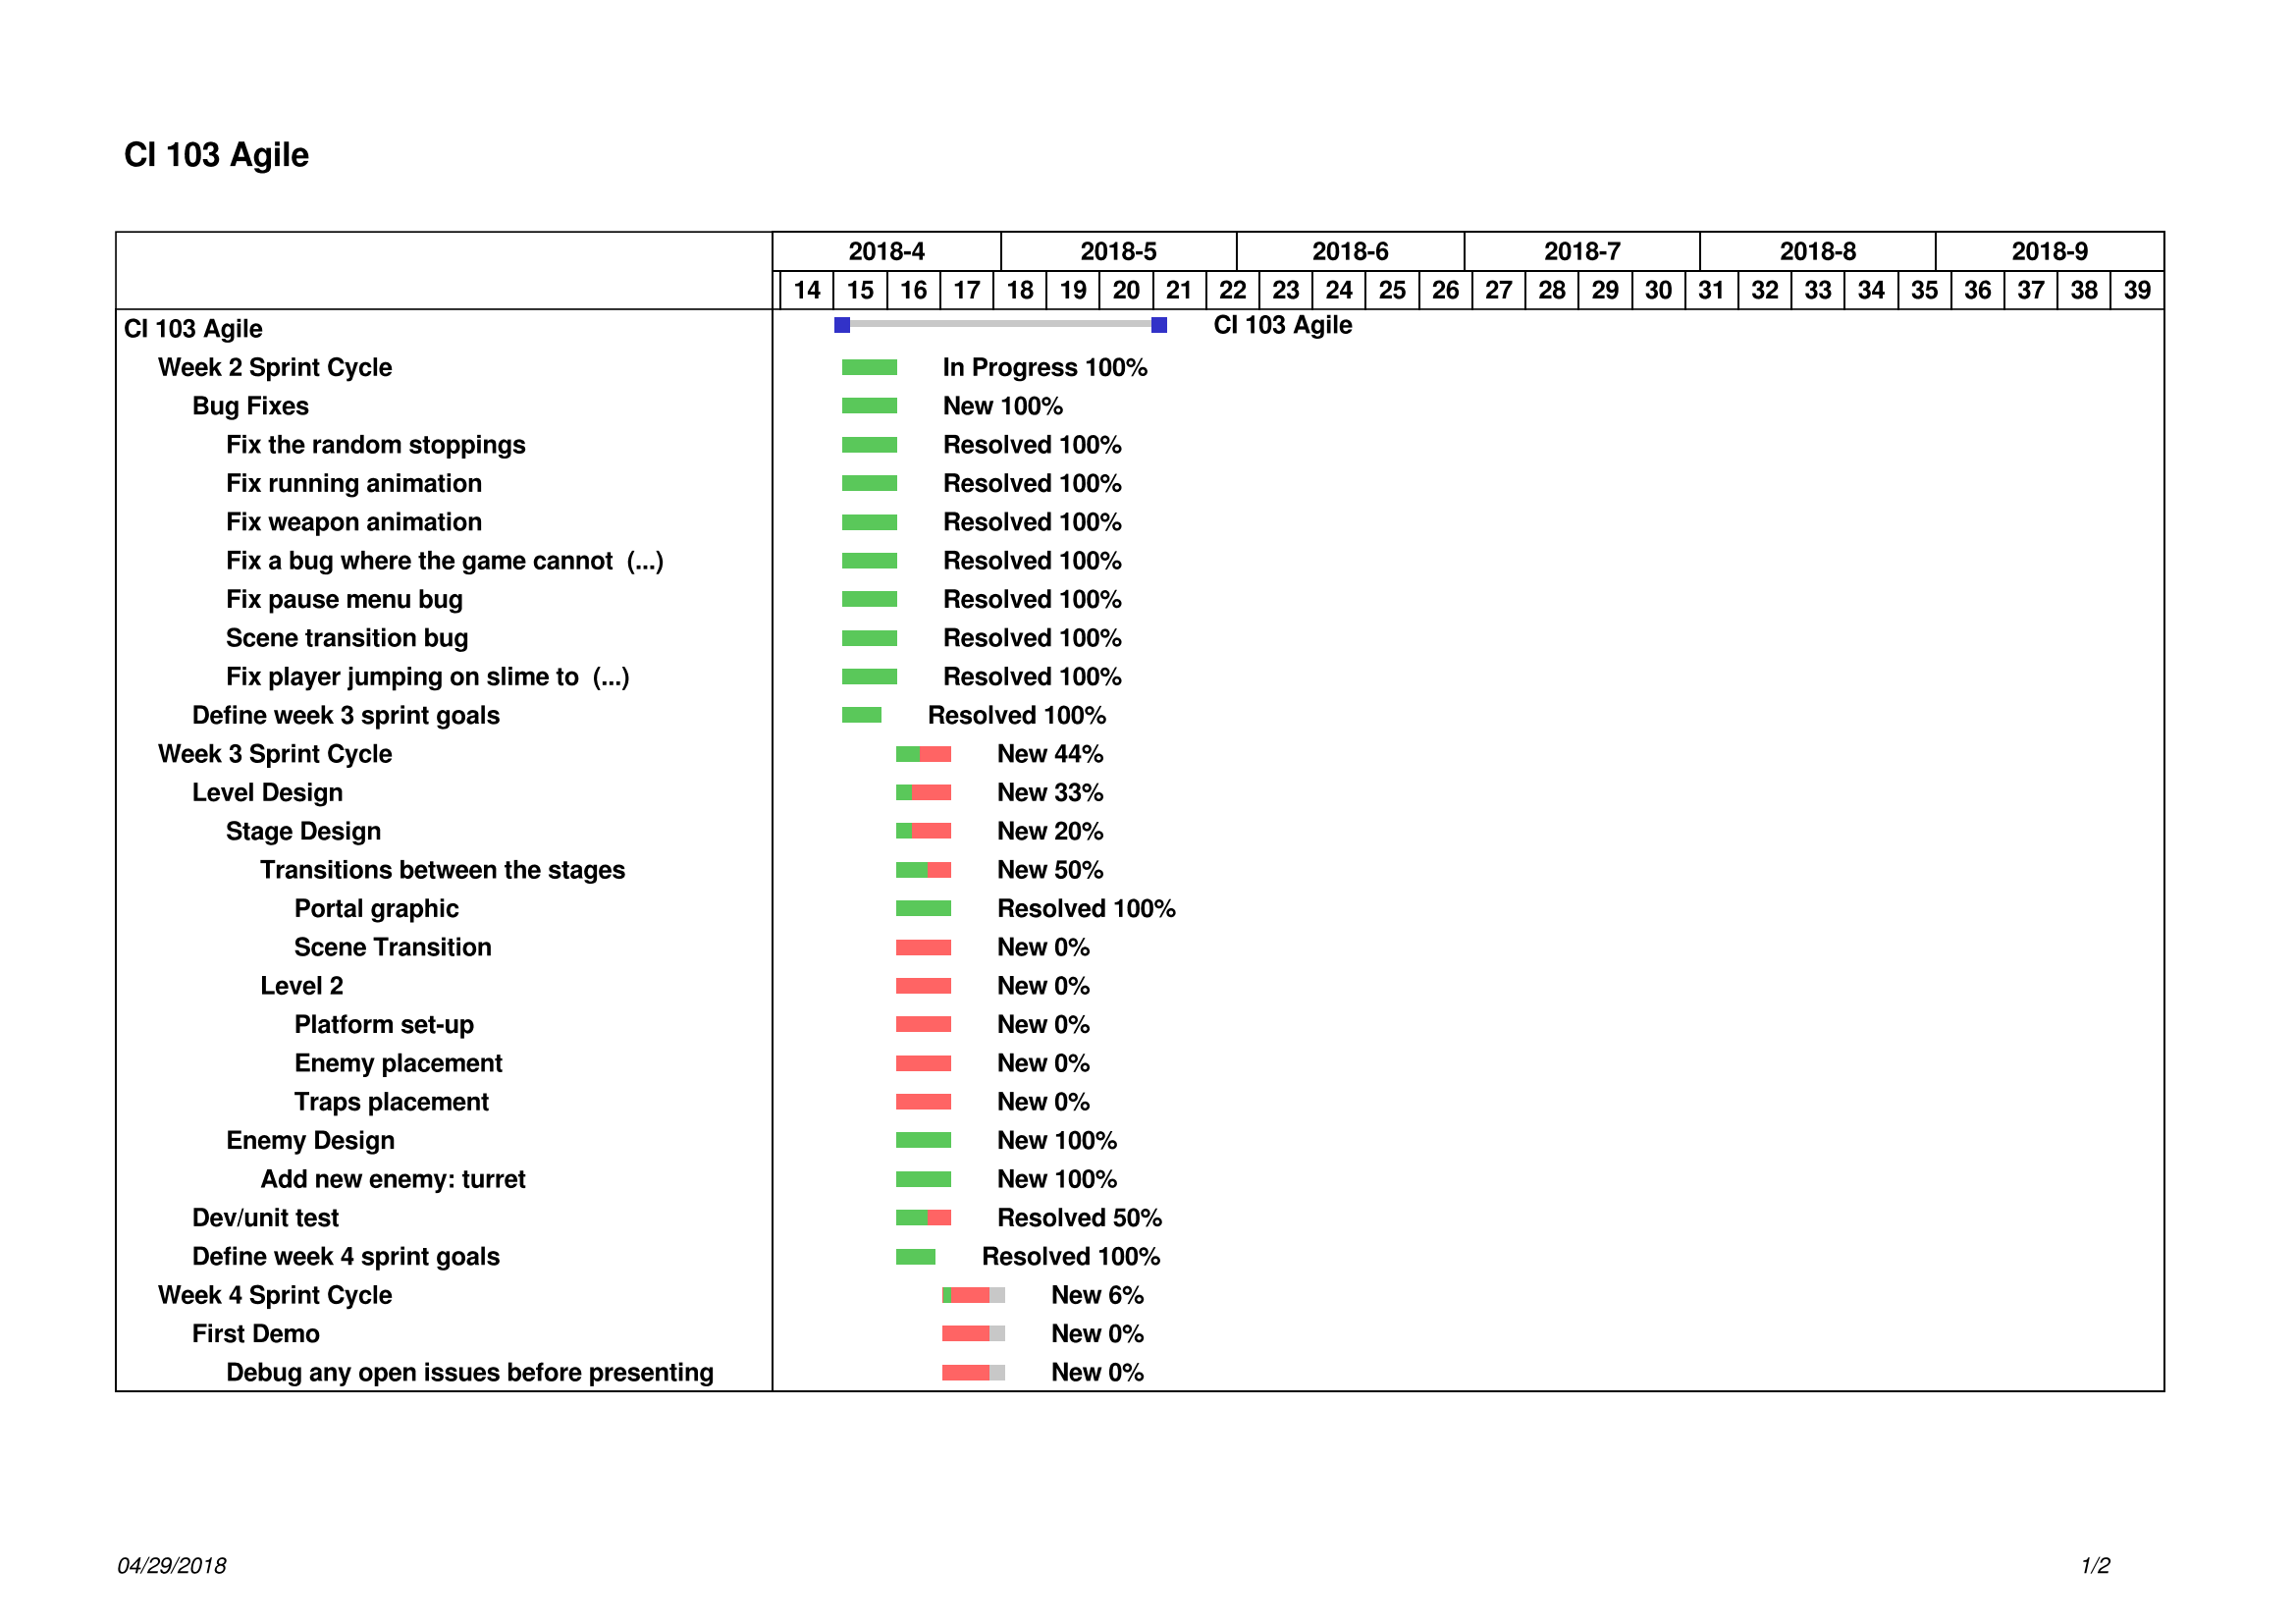 CI 103 Agile
2018-4 2018-5 2018-6 2018-7 2018-8 2018-9
14 15 16 17 18 19 20 21 22 23 24 25 26 27 28 29 30 31 32 33 34 35 36 37 38 39
CI 103 Agile CI 103 Agile
Week 2 Sprint Cycle In Progress 100%
Bug Fixes New 100%
Fix the random stoppings Resolved 100%
Fix running animation Resolved 100%
Fix weapon animation Resolved 100%
Fix a bug where the game cannot (...) Resolved 100%
Fix pause menu bug Resolved 100%
Scene transition bug Resolved 100%
Fix player jumping on slime to (...) Resolved 100%
Define week 3 sprint goals Resolved 100%
Week 3 Sprint Cycle New 44%
Level Design New 33%
Stage Design New 20%
Transitions between the stages New 50%
Portal graphic Resolved 100%
Scene Transition New 0%
Level 2 New 0%
Platform set-up New 0%
Enemy placement New 0%
Traps placement New 0%
Enemy Design New 100%
Add new enemy: turret New 100%
Dev/unit test Resolved 50%
Define week 4 sprint goals Resolved 100%
Week 4 Sprint Cycle New 6%
First Demo New 0%
Debug any open issues before presenting New 0%
04/29/2018 1/2